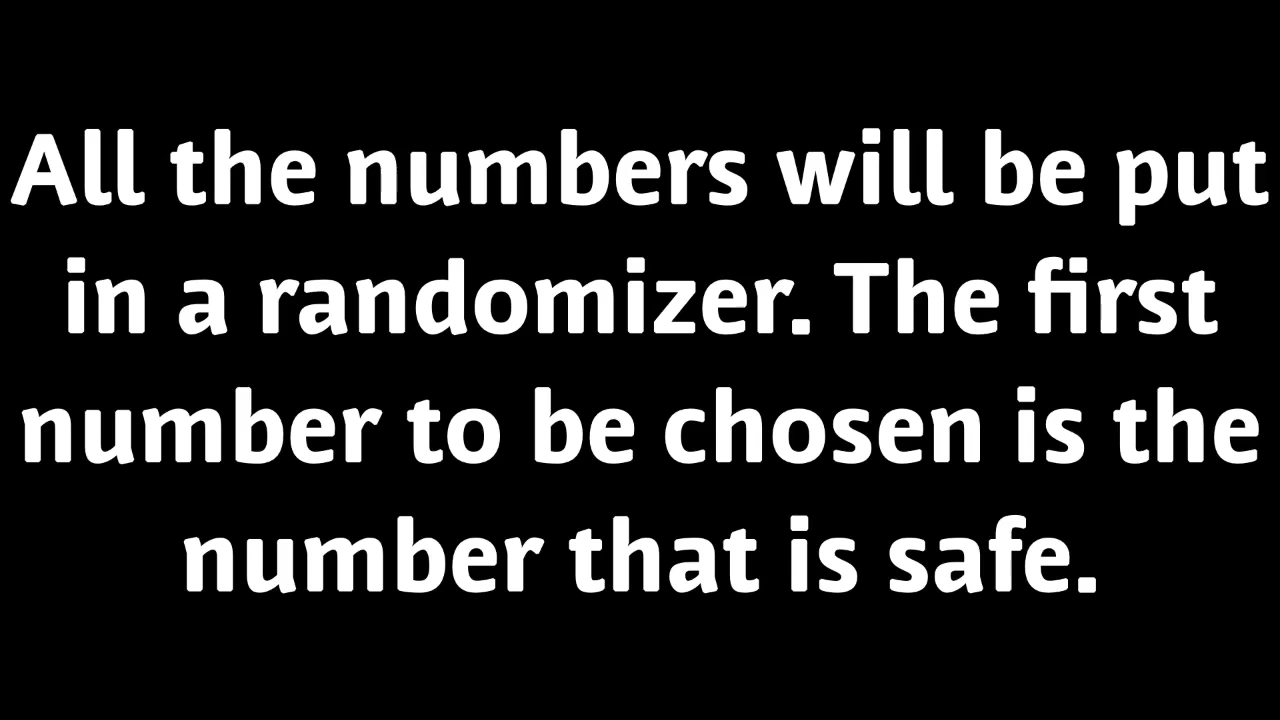 All the numbers will be put
in a randomizer. The first
number to be chosen is the
number that is safe.